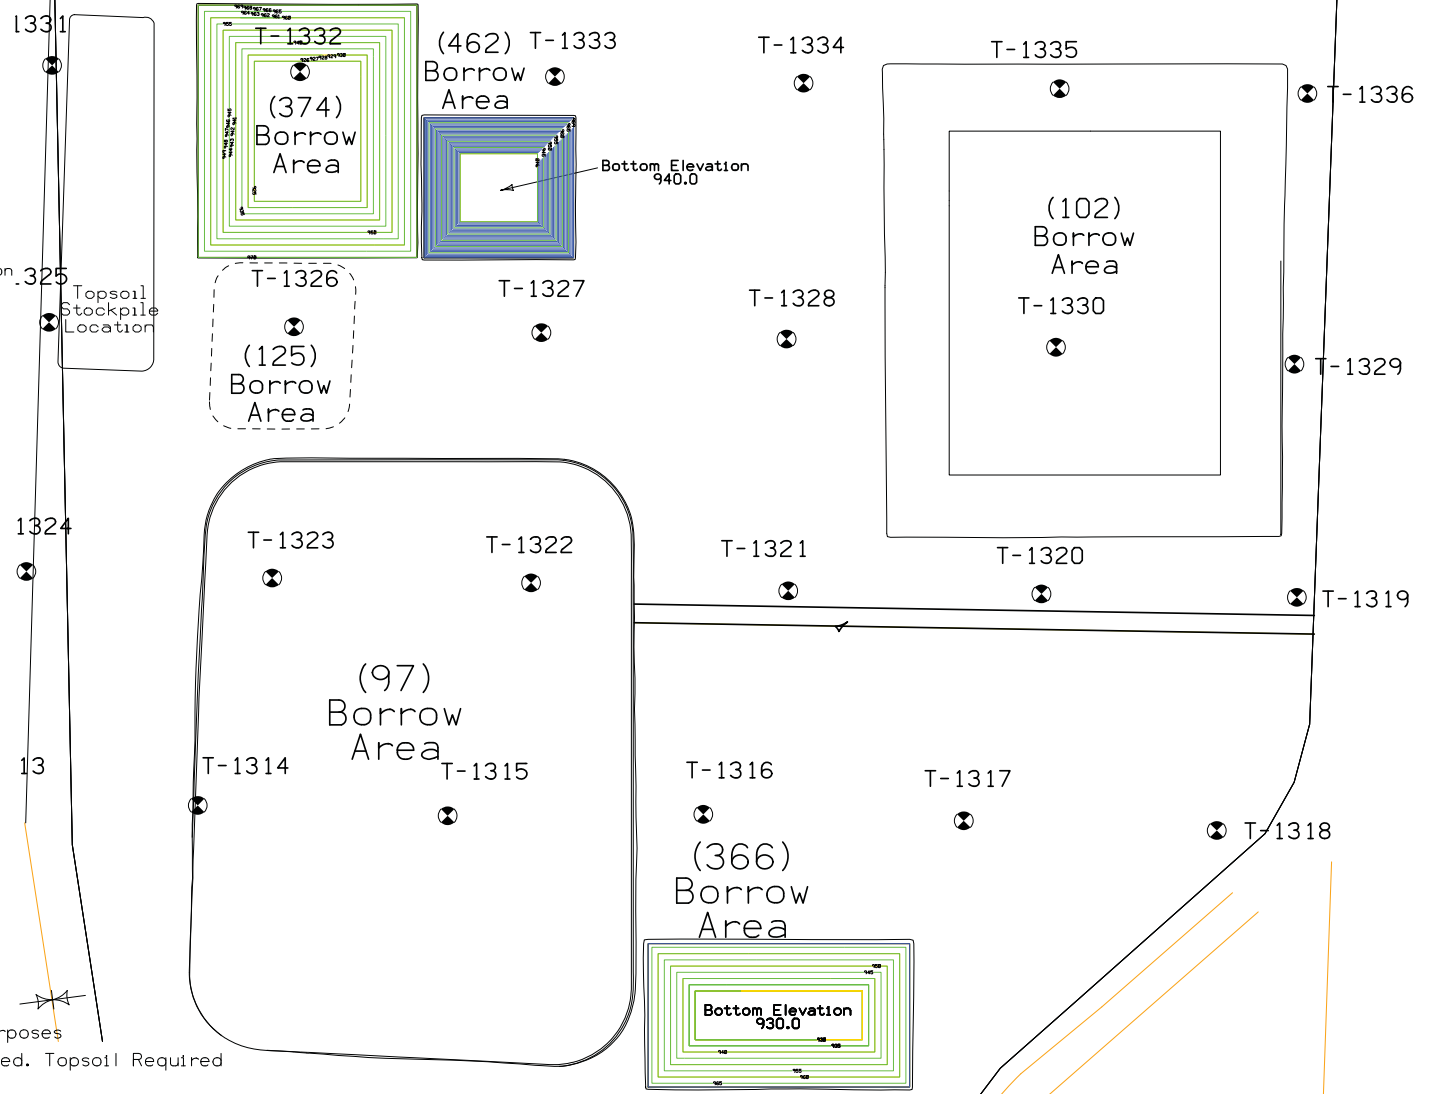 1331
T-1332
(462)
Borrow
Area
T-1333
T-1334
T-1335
T-1336
(374)
Borrow
Area
Bottom Elevation
940.0
(102)
Borrow
Area
T-1330
on
.325
Topsoil
Stockpile
Location
T-1326
T-1327
T-1328
(125)
Borrow
Area
T-1329
1324
T-1323
T-1322
T-1321
T-1320
T-1319
(97)
Borrow
Area
13
T-1314
T-1315
T-1316
T-1317
T-1318
(366)
Borrow
Area
Bottom Elevation
930.0
rposes
ed. Topsoil Required